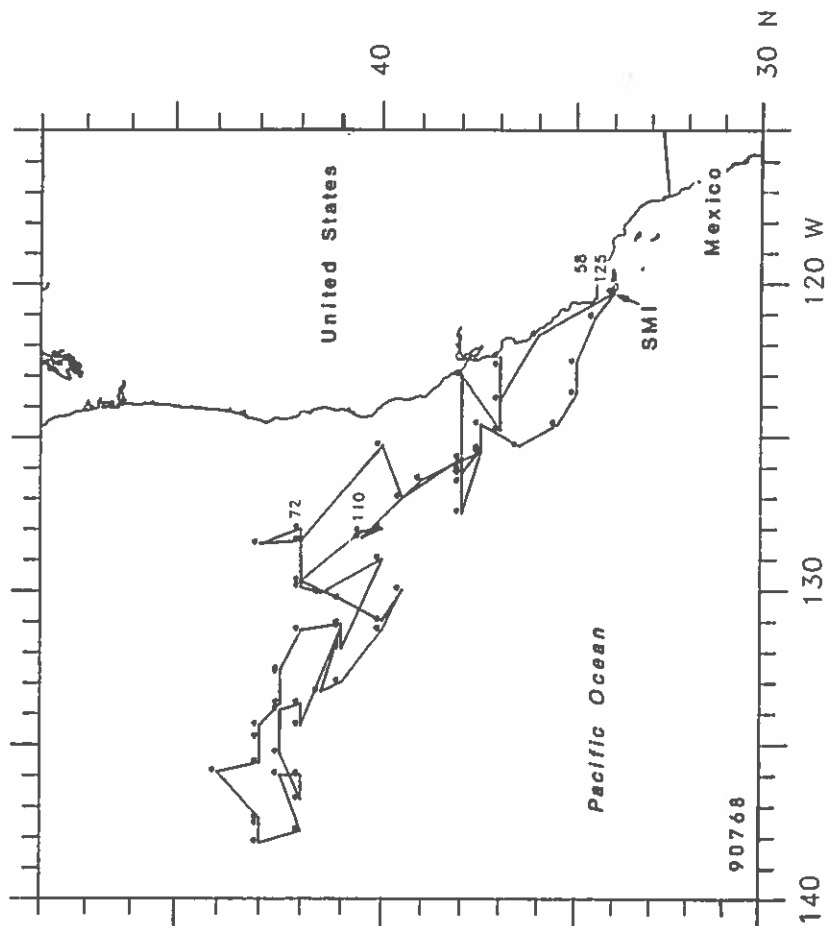 40
30 N
United States
Mexico
58
125
120 W
SMI
72
110
130
Pacific Ocean
90768
140